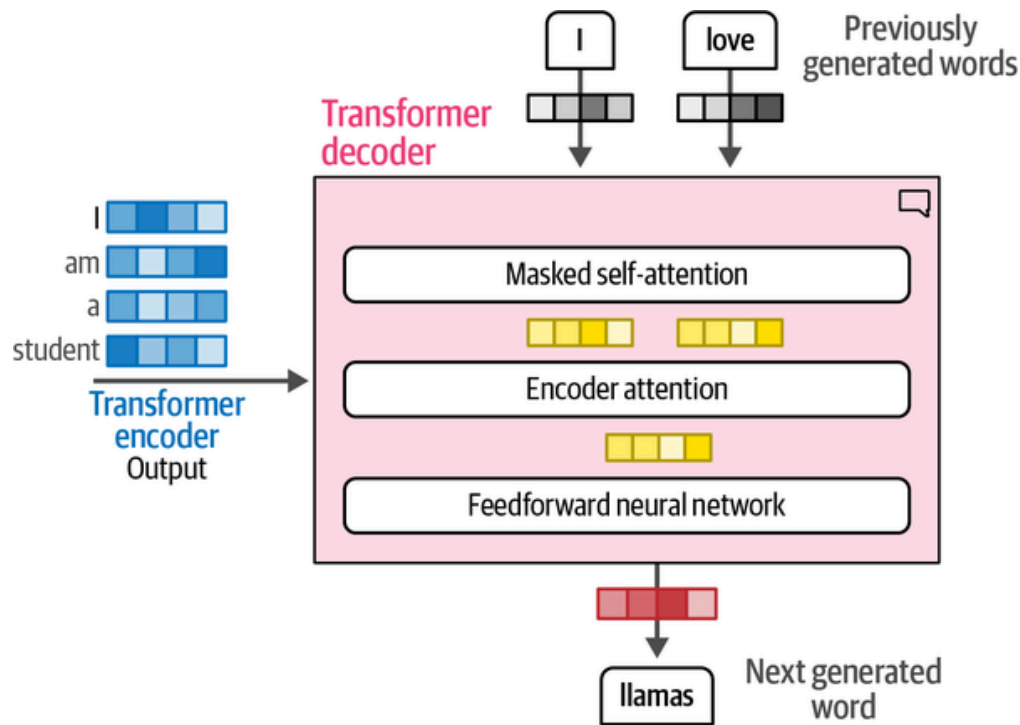 I
love
Previously
generated words
Transformer
decoder
I
am
a
student
Transformer
encoder
Output
Masked self-attention
Encoder attention
Feedforward neural network
llamas
Next generated
word